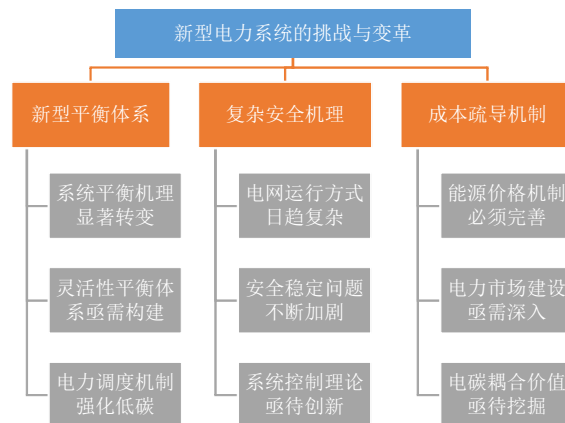 新型电力系统的挑战与变革
新型平衡体系
复杂安全机理
成本疏导机制
系统平衡机理
显著转变
电网运行方式
日趋复杂
能源价格机制
必须完善
灵活性平衡体
系亟需构建
安全稳定问题
不断加剧
电力市场建设
亟需深入
电力调度机制
强化低碳
系统控制理论
亟待创新
电碳耦合价值
亟待挖掘